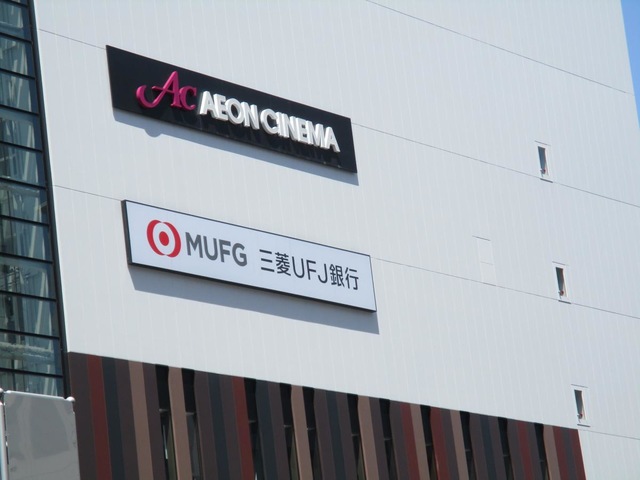 Ac AEON CINEMA
MUFG 三菱UFJ銀行